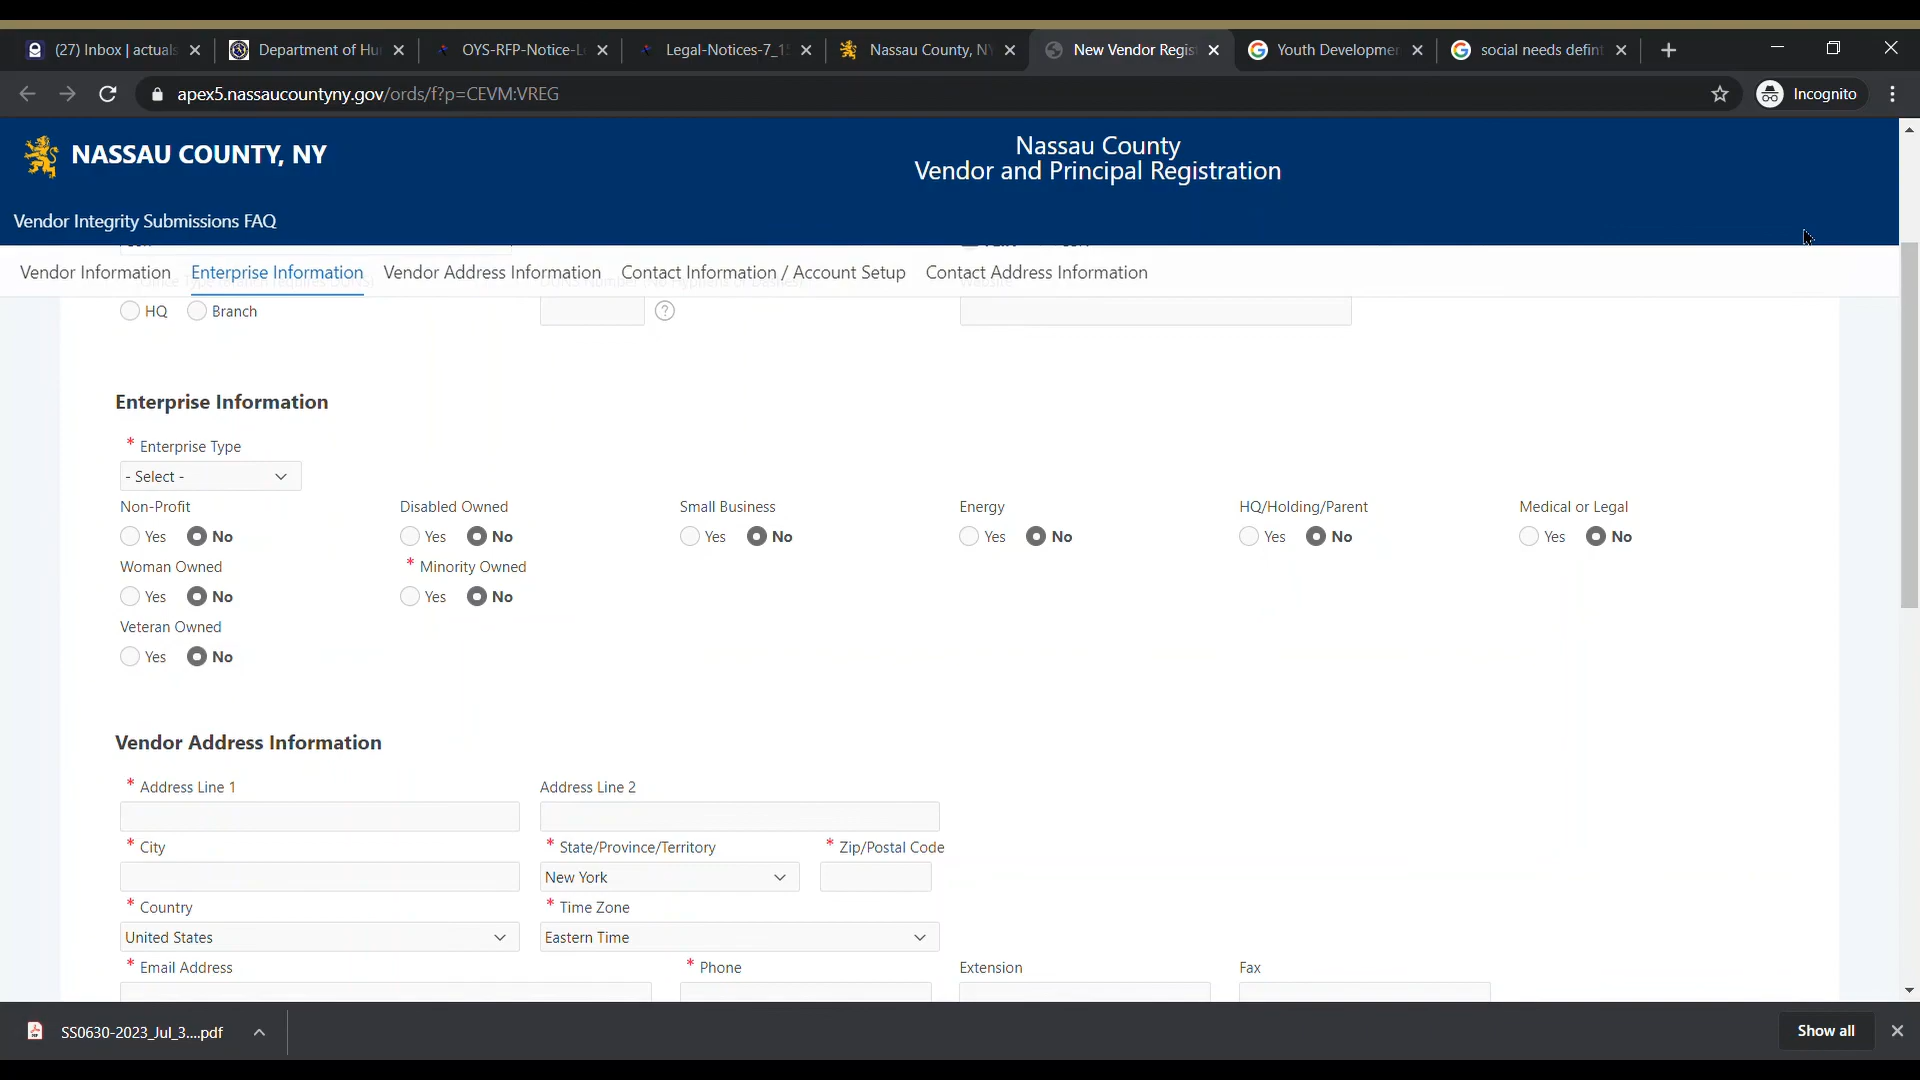 (27) Inbox | actuals
Department of Hu
OYS-RFP-Notice-L
Legal-Notices-7_1
Nassau County, NY
New Vendor Regist
Youth Developmen
social needs defint
apex5.nassaucountyny.gov/ords/f?p=CEVM:VREG
Incognito
NASSAU COUNTY, NY
Nassau County
Vendor and Principal Registration
Vendor Integrity Submissions FAQ
Vendor Information Enterprise Information Vendor Address Information Contact Information / Account Setup Contact Address Information
HQ Branch ?
Enterprise Information
* Enterprise Type
- Select -
Non-Profit Disabled Owned Small Business Energy HQ/Holding/Parent Medical or Legal
Yes No Yes No Yes No Yes No Yes No Yes No
Woman Owned * Minority Owned
Yes No Yes No
Veteran Owned
Yes No
Vendor Address Information
* Address Line 1 Address Line 2
* City * State/Province/Territory * Zip/Postal Code
New York
* Country * Time Zone
United States Eastern Time
* Email Address * Phone Extension Fax
SS0630-2023_Jul_3....pdf
Show all